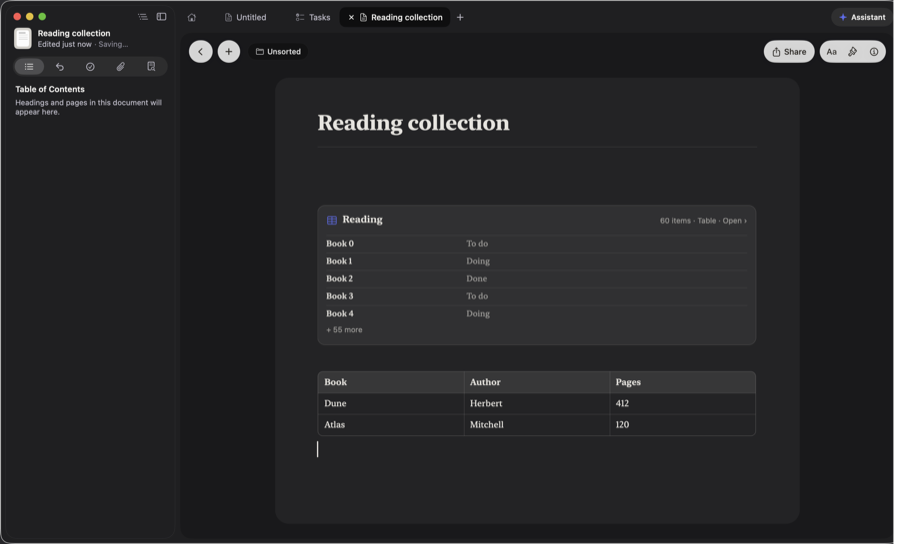 Reading collection
Edited just now · Saving...
Table of Contents
Headings and pages in this document will
appear here.
Untitled
Tasks
Reading collection
Assistant
Unsorted
Share
Aa
Reading collection
Reading
60 items · Table · Open ›
Book 0 To do
Book 1 Doing
Book 2 Done
Book 3 To do
Book 4 Doing
+ 55 more
Book Author Pages
Dune Herbert 412
Atlas Mitchell 120